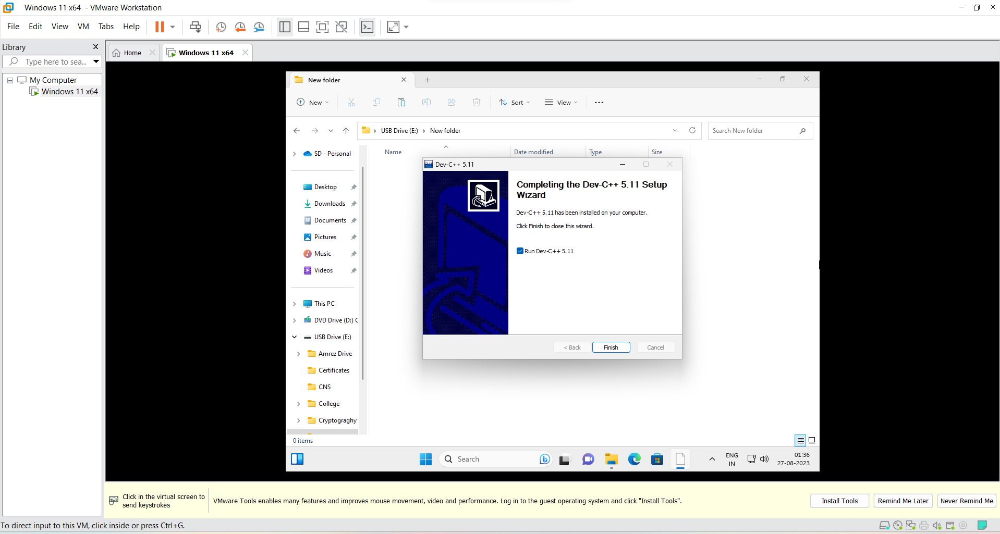 Windows 11 x64 - VMware Workstation
File Edit View VM Tabs Help
Library
Type here to sea...
My Computer
Windows 11 x64
Home
Windows 11 x64
New folder
New Sort View
USB Drive (E:) New folder
Search New folder
Name Date modified Type Size
SD - Personal
Desktop
Downloads
Documents
Pictures
Music
Videos
This PC
DVD Drive (D:) C
USB Drive (E:)
Amrez Drive
Certificates
CNS
College
Cryptograghy
0 items
DEV
Dev-C++ 5.11
Completing the Dev-C++ 5.11 Setup
Wizard
Dev-C++ 5.11 has been installed on your computer.
Click Finish to close this wizard.
Run Dev-C++ 5.11
< Back Finish Cancel
Search
ENG
IN
01:36
27-08-2023
Click in the virtual screen to
send keystrokes
VMware Tools enables many features and improves mouse movement, video and performance. Log in to the guest operating system and click "Install Tools".
Install Tools Remind Me Later Never Remind Me
To direct input to this VM, click inside or press Ctrl+G.